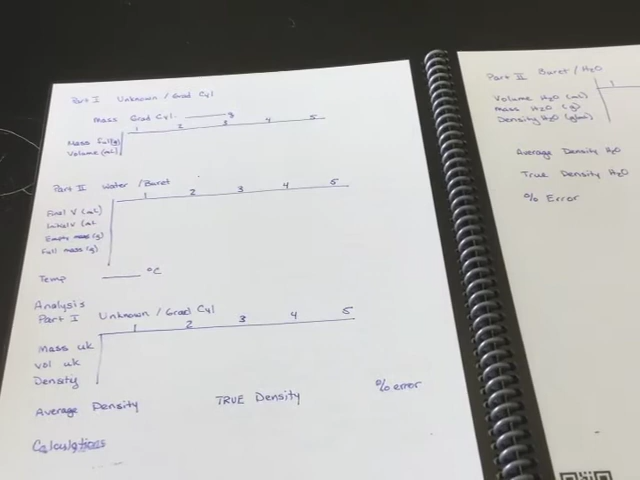 Part I Unknown / Grad Cyl
Mass Grad Cyl. ______ g
1 2 3 4 5
Mass Full(g)
Volume (mL)
Part II Water / Buret
1 2 3 4 5
Final V (mL)
Initial V (mL
Empty mass (g)
Full mass (g)
Temp ______ °C
Analysis
Part I Unknown / Grad Cyl
1 2 3 4 5
Mass uk
Vol uk
Density
Average Density TRUE Density % error
Calculations
Part II Buret / H2O
1
Volume H2O (mL)
Mass H2O (g)
Density H2O (g/mL)
Average Density H2O
True Density H2O
% Error